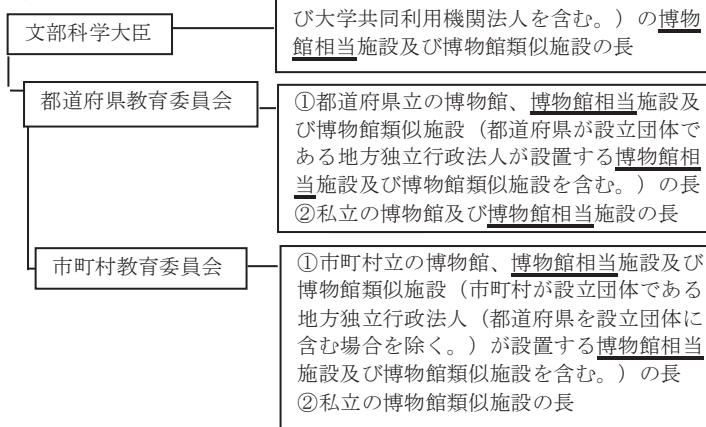 び大学共同利用機関法人を含む。）の博物
館相当施設及び博物館類似施設の長
文部科学大臣
都道府県教育委員会
①都道府県立の博物館、博物館相当施設及
び博物館類似施設（都道府県が設立団体で
ある地方独立行政法人が設置する博物館相
当施設及び博物館類似施設を含む。）の長
②私立の博物館及び博物館相当施設の長
市町村教育委員会
①市町村立の博物館、博物館相当施設及び
博物館類似施設（市町村が設立団体である
地方独立行政法人（都道府県を設立団体に
含む場合を除く。）が設置する博物館相当
施設及び博物館類似施設を含む。）の長
②私立の博物館類似施設の長